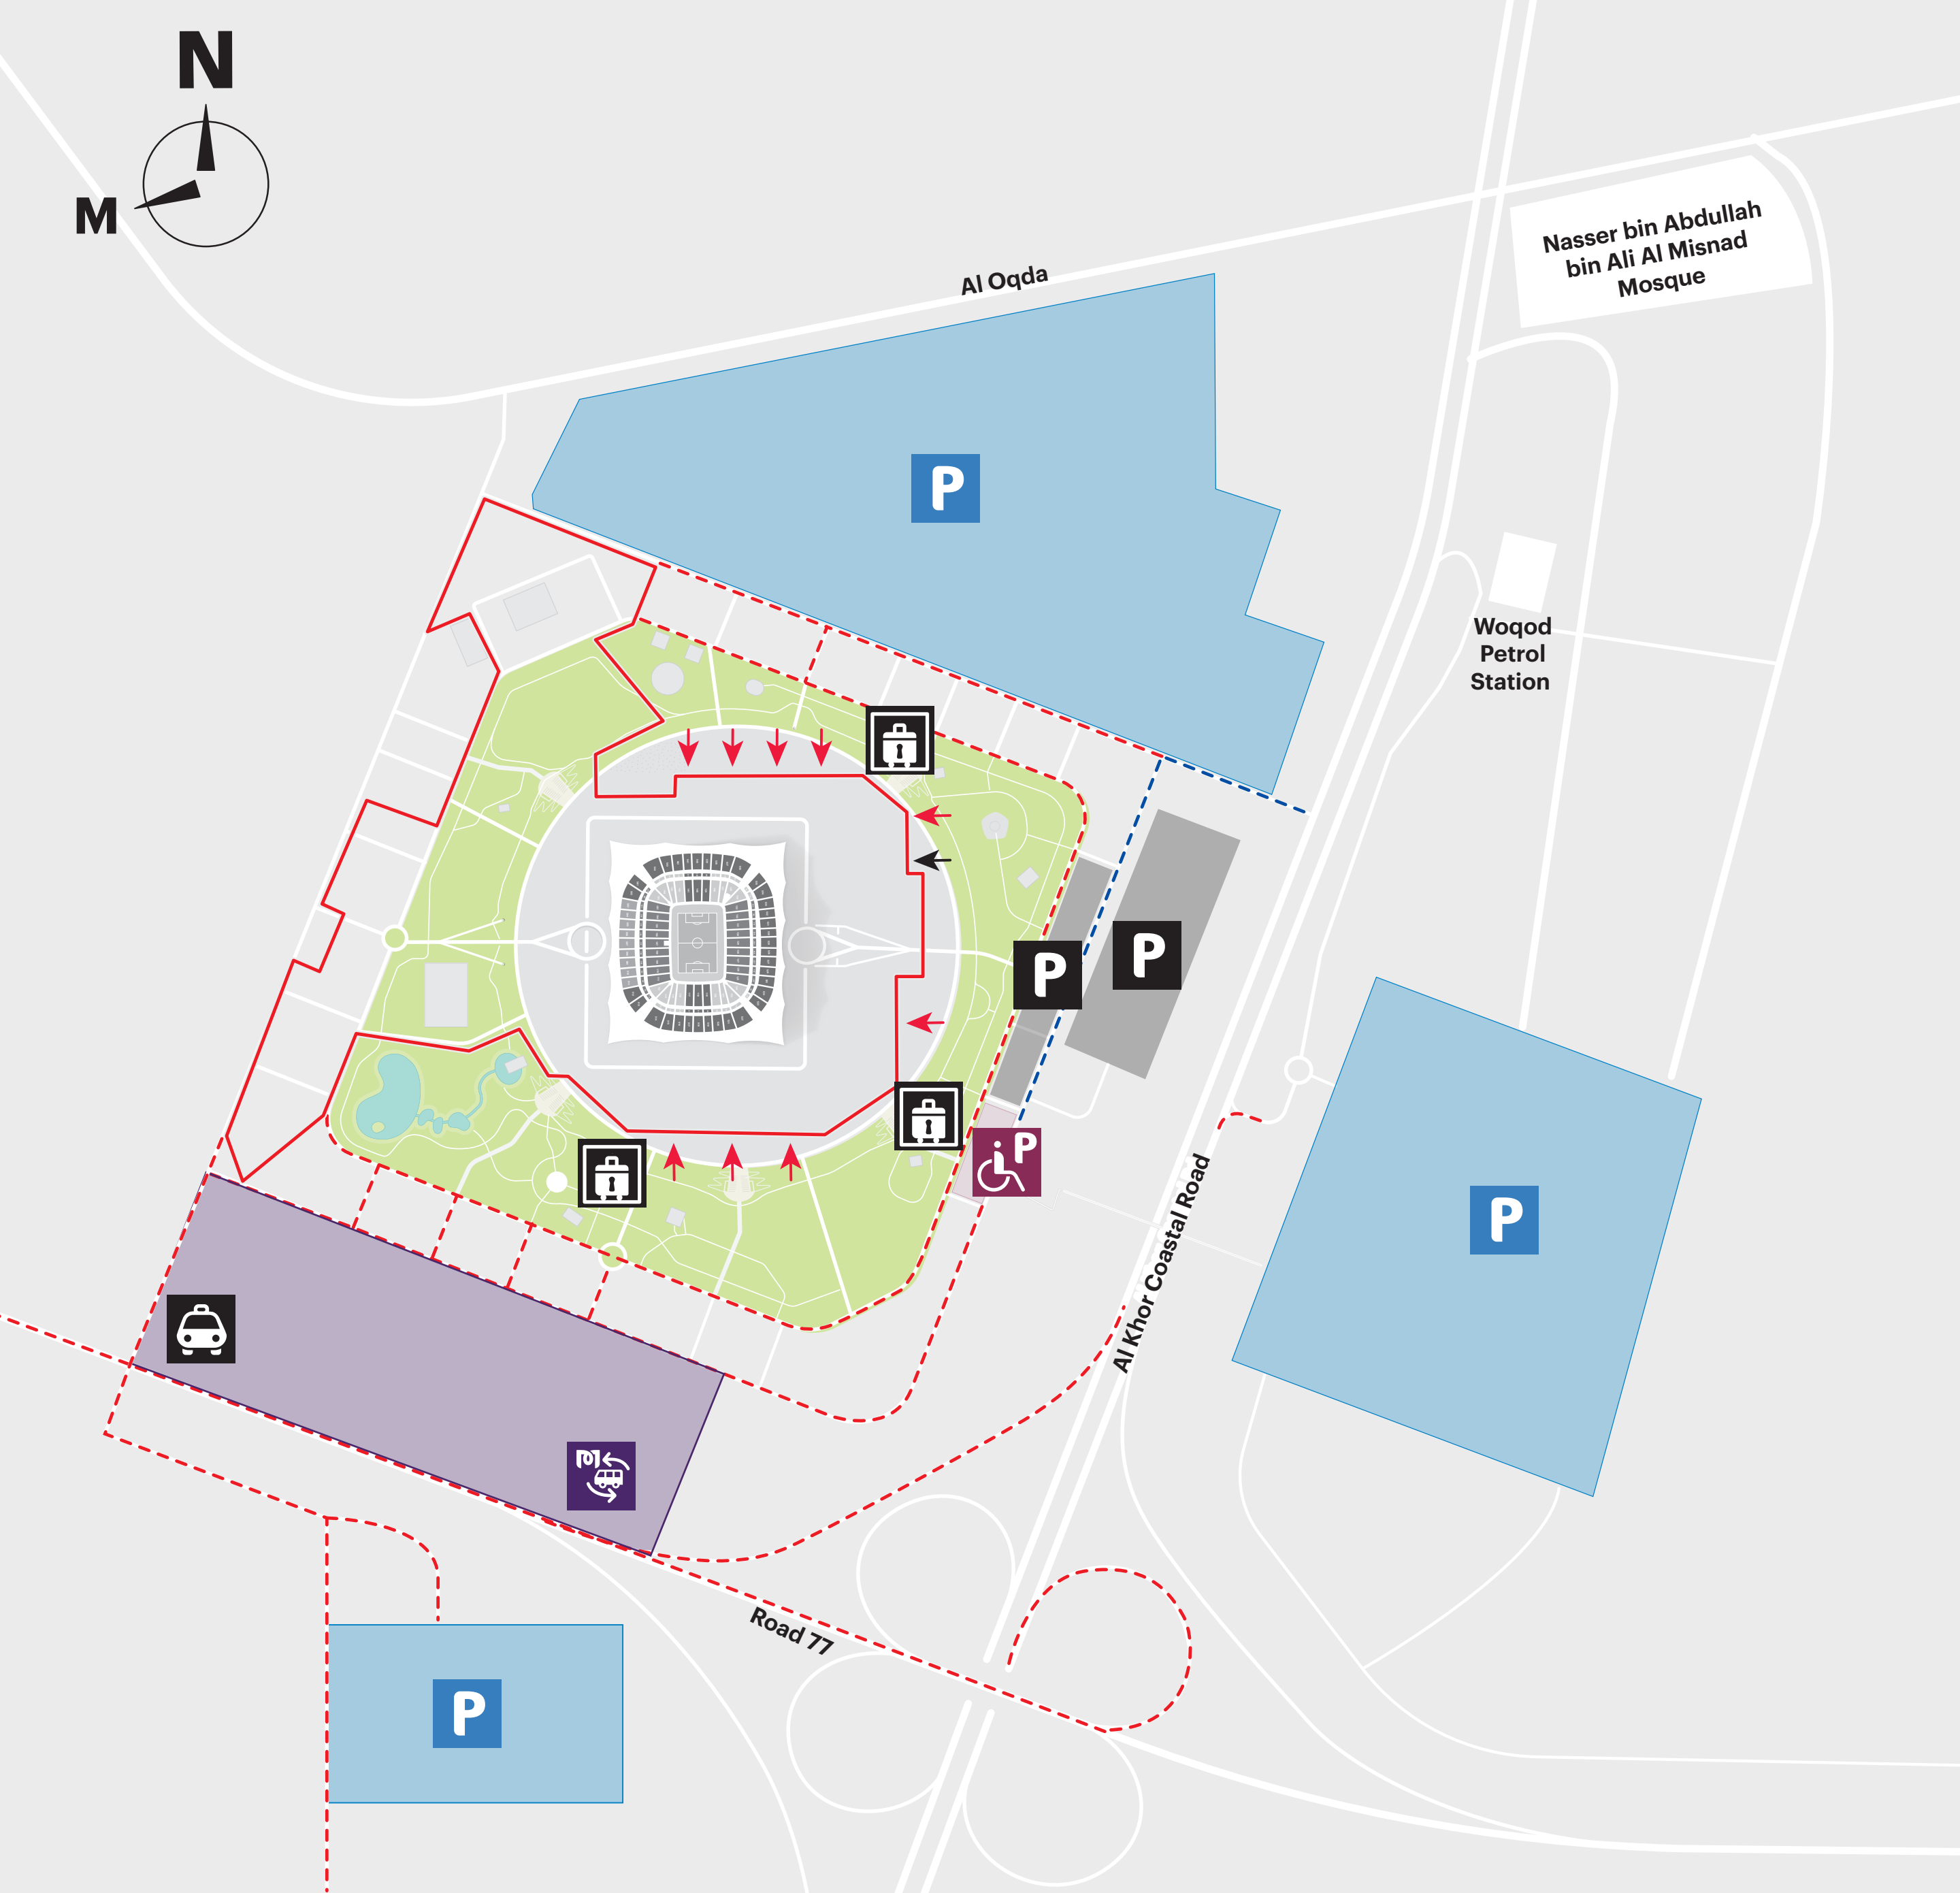 N
M
Al Oqda
Nasser bin Abdullah
bin Ali Al Misnad
Mosque
P
Woqod
Petrol
Station
P
P
P
P
Al Khor Coastal Road
Road 77
P